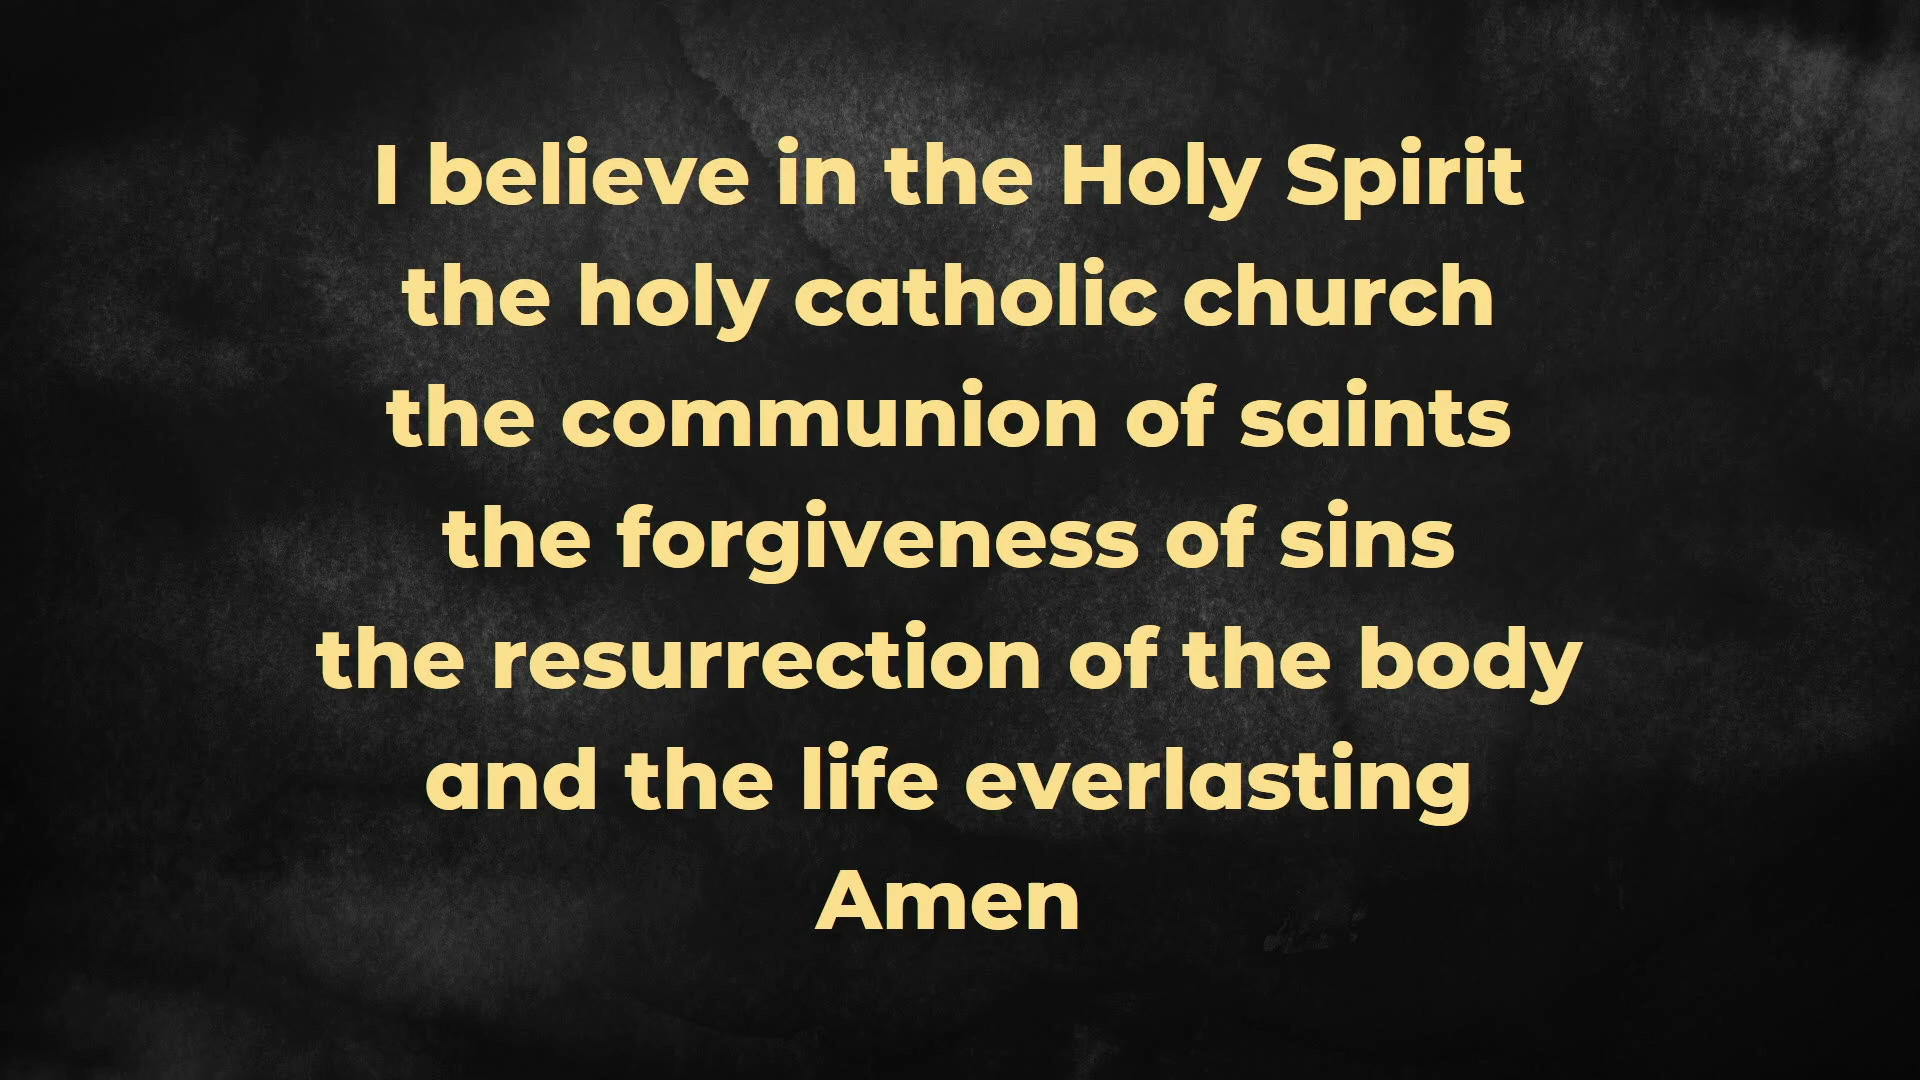 I believe in the Holy Spirit
the holy catholic church
the communion of saints
the forgiveness of sins
the resurrection of the body
and the life everlasting
Amen